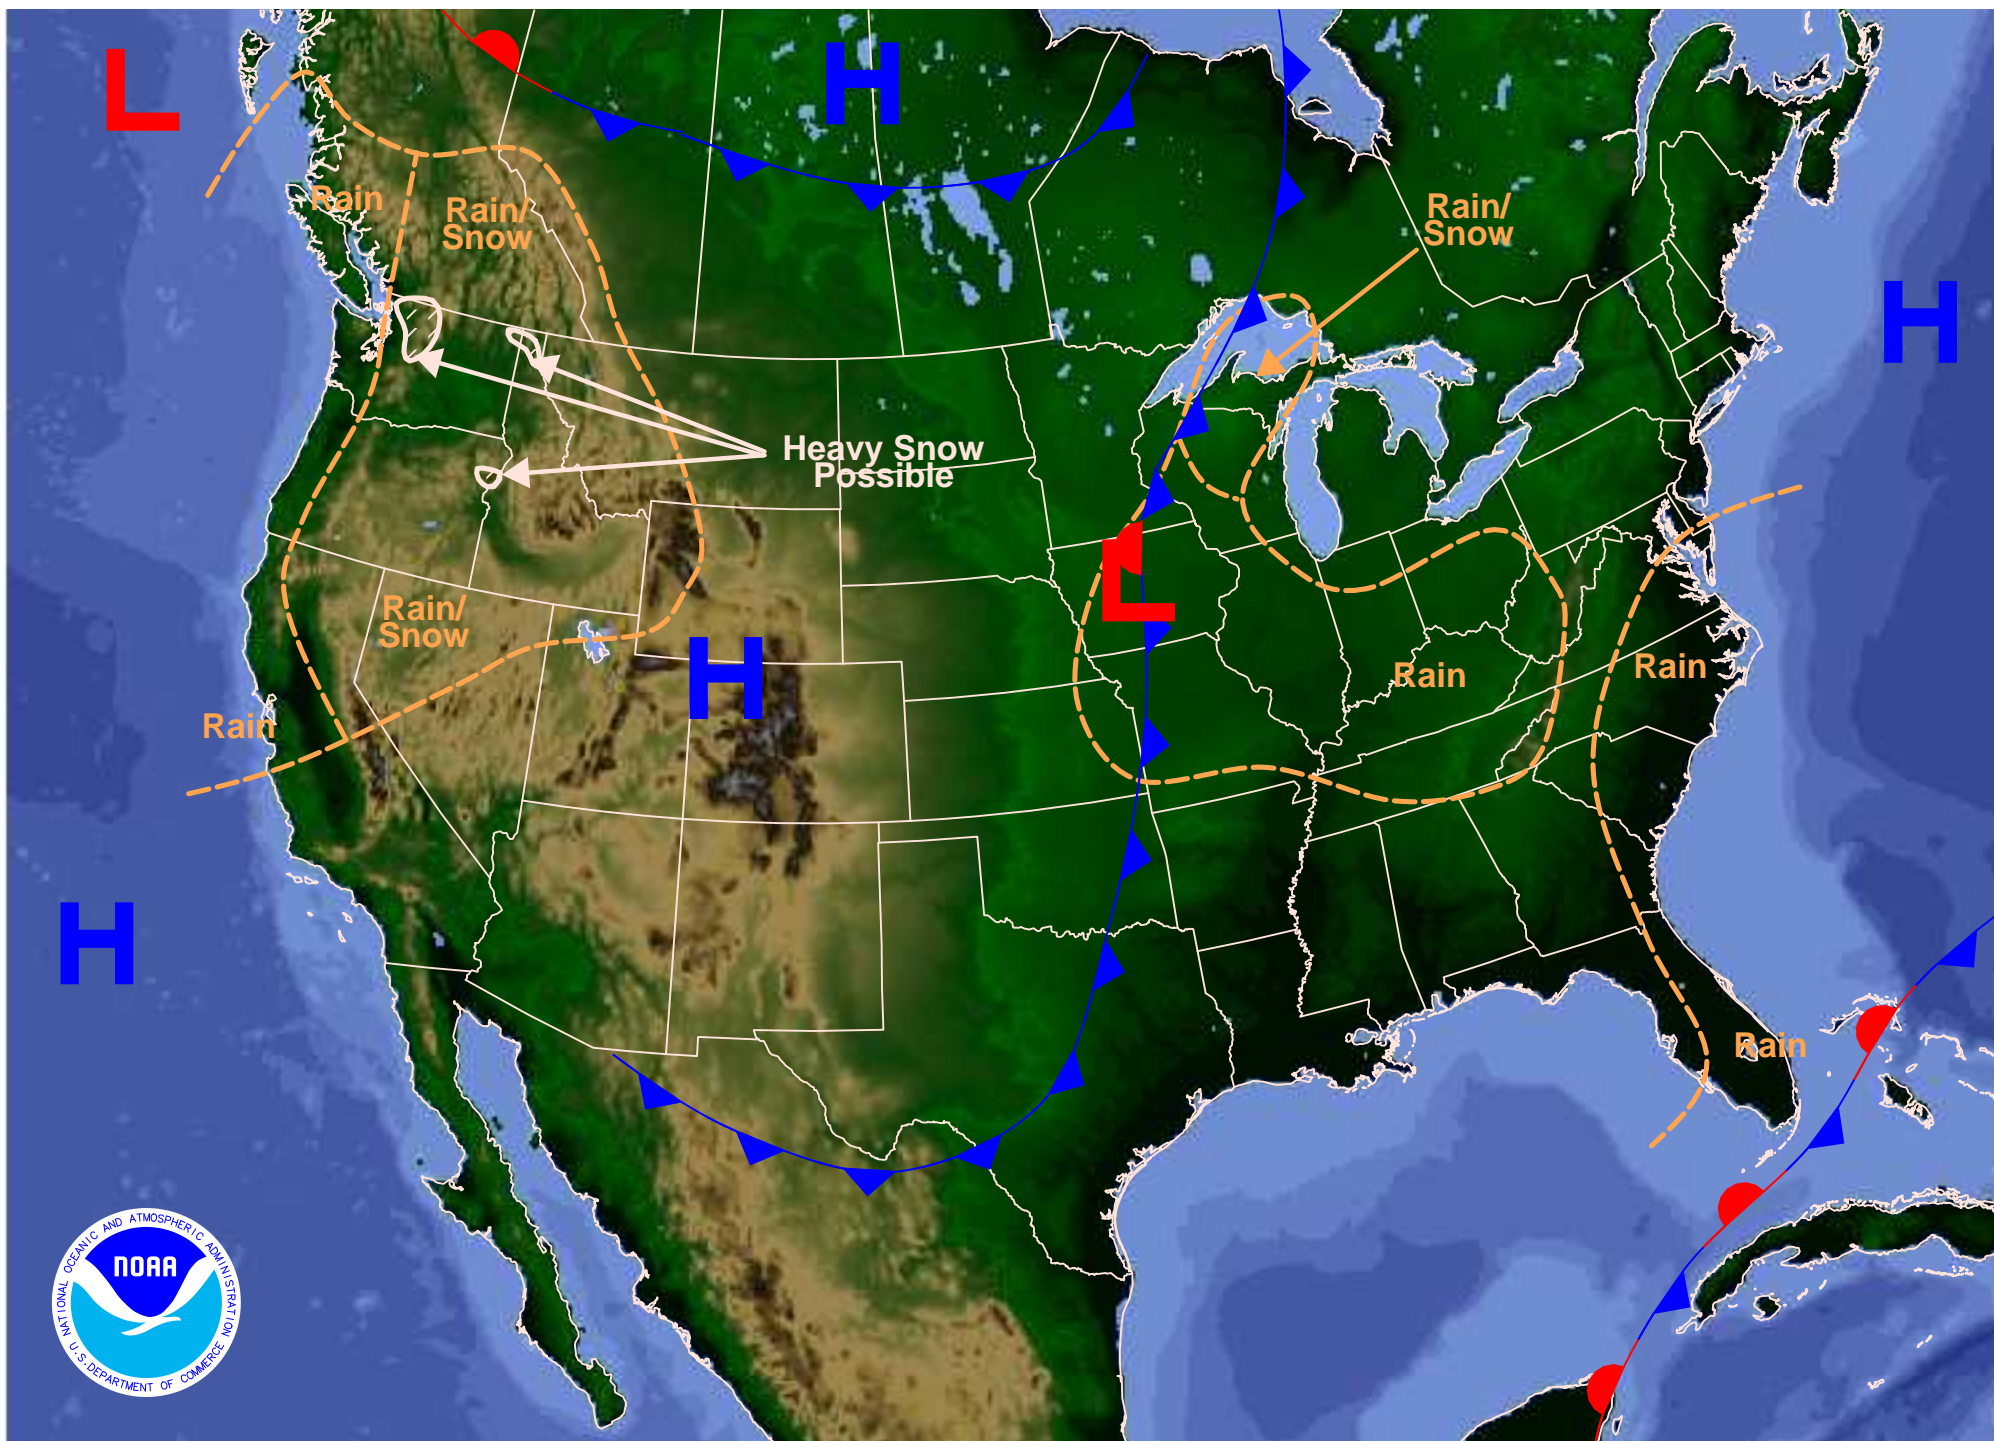 L
H
Rain
Rain/
Snow
Rain/
Snow
H
Heavy Snow
Possible
L
Rain/
Snow
H
Rain
Rain
Rain
H
Rain
NATIONAL OCEANIC AND ATMOSPHERIC ADMINISTRATION
NOAA
U.S. DEPARTMENT OF COMMERCE